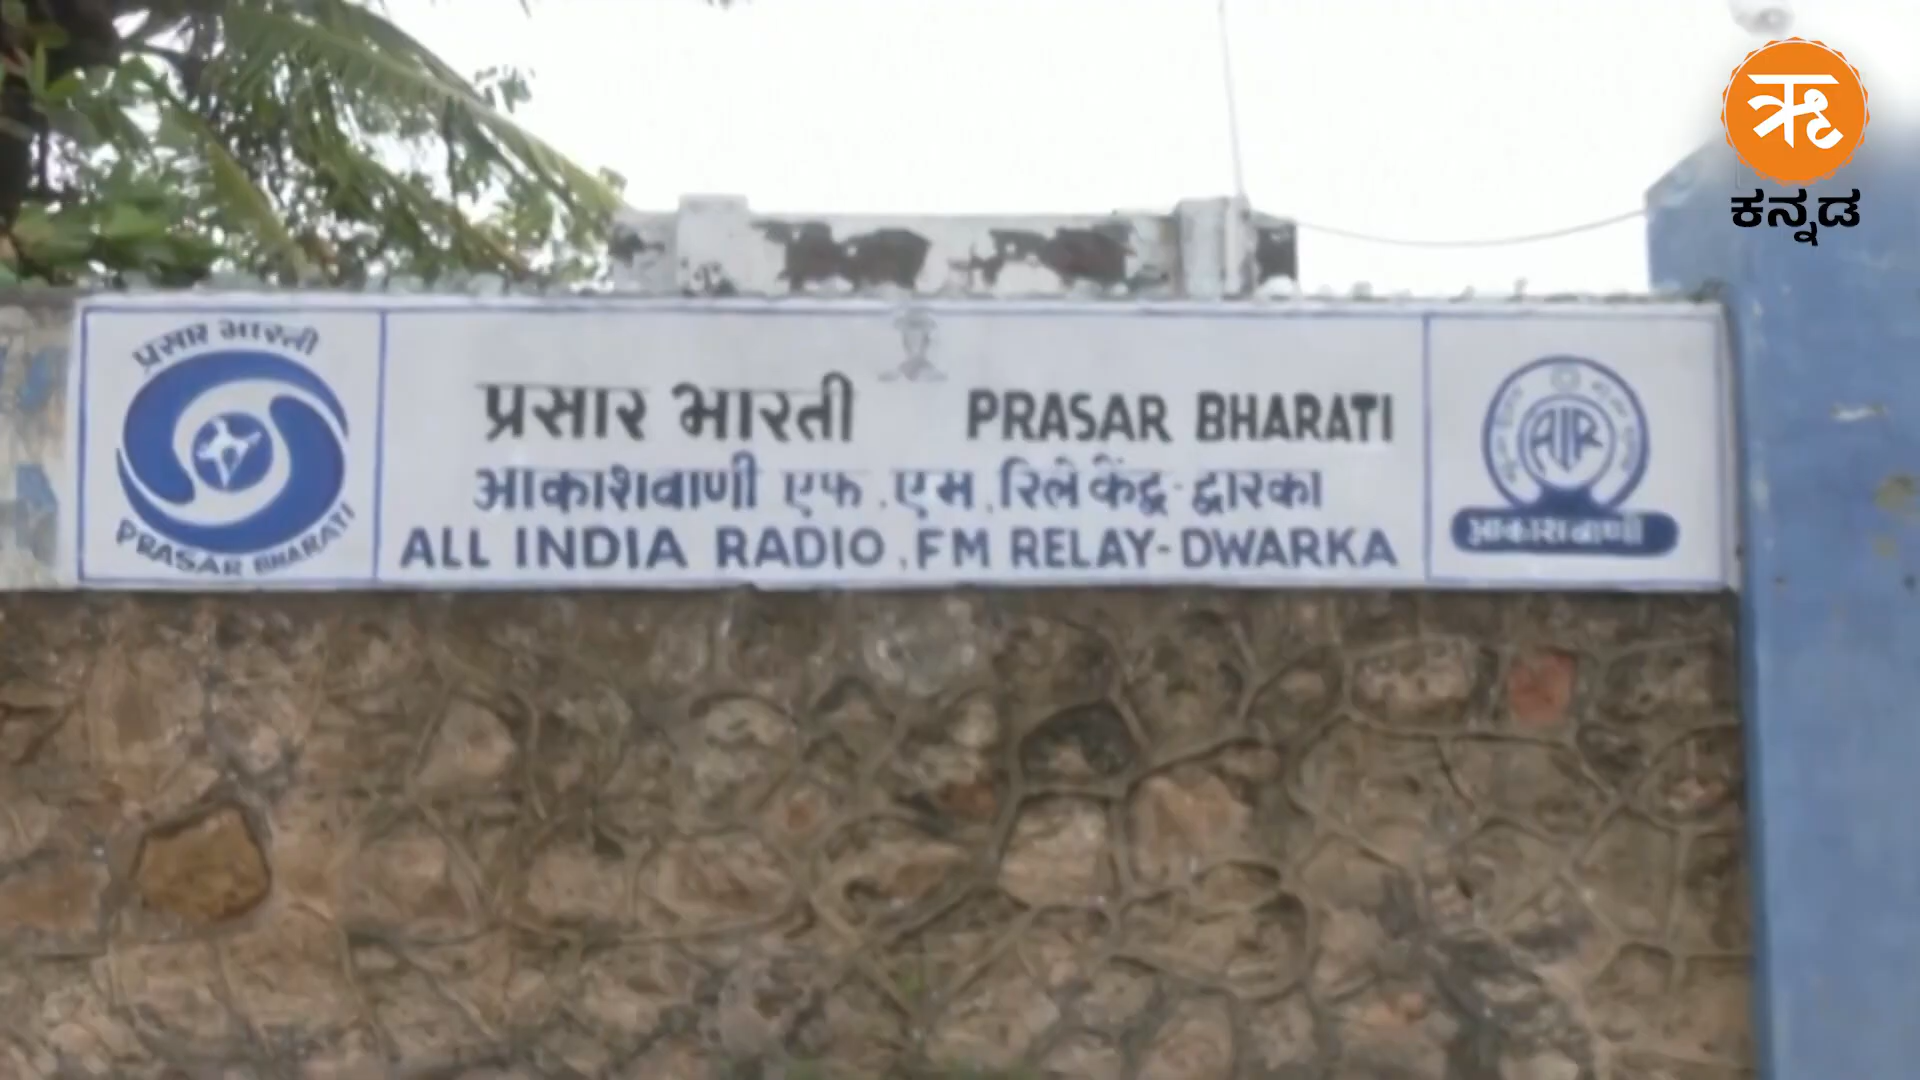 ऋ
ಕನ್ನಡ
प्रसार भारती
PRASAR BHARATI
प्रसार भारती PRASAR BHARATI
आकाशवाणी एफ.एम.रिले केंद्र-द्वारका
ALL INDIA RADIO,FM RELAY-DWARKA
AIR
आकाशवाणी